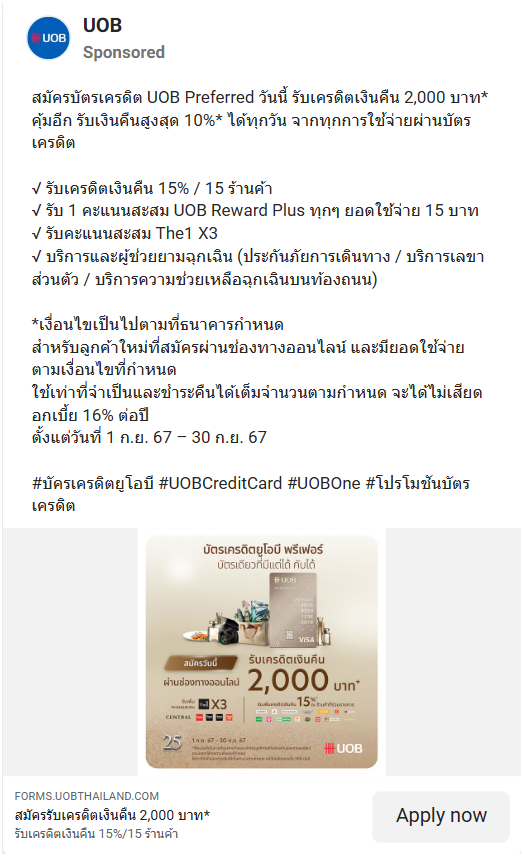 UOB
UOB
Sponsored
สมัครบัตรเครดิต UOB Preferred วันนี้ รับเครดิตเงินคืน 2,000 บาท*
คุ้มอีก รับเงินคืนสูงสุด 10%* ได้ทุกวัน จากทุกการใช้จ่ายผ่านบัตร
เครดิต
√ รับเครดิตเงินคืน 15% / 15 ร้านค้า
√ รับ 1 คะแนนสะสม UOB Reward Plus ทุกๆ ยอดใช้จ่าย 15 บาท
√ รับคะแนนสะสม The1 X3
√ บริการและผู้ช่วยยามฉุกเฉิน (ประกันภัยการเดินทาง / บริการเลขา
ส่วนตัว / บริการความช่วยเหลือฉุกเฉินบนท้องถนน)
*เงื่อนไขเป็นไปตามที่ธนาคารกำหนด
สำหรับลูกค้าใหม่ที่สมัครผ่านช่องทางออนไลน์ และมียอดใช้จ่าย
ตามเงื่อนไขที่กำหนด
ใช้เท่าที่จำเป็นและชำระคืนได้เต็มจำนวนตามกำหนด จะได้ไม่เสียด
อกเบี้ย 16% ต่อปี
ตั้งแต่วันที่ 1 ก.ย. 67 – 30 ก.ย. 67
#บัครเครดิตยูโอบี #UOBCreditCard #UOBOne #โปรโมชันบัตร
เครดิต
บัตรเครดิตยูโอบี พรีเฟอร์
บัตรเดียวที่มีแต่ได้ กับได้
UOB
VISA
สมัครวันนี้
ผ่านช่องทางออนไลน์
รับเครดิตเงินคืน
2,000 บาท*
X3
15%
CENTRAL
25
1 ก.ย. 67 - 30 ก.ย. 67
UOB
FORMS.UOBTHAILAND.COM
สมัครรับเครดิตเงินคืน 2,000 บาท*
รับเครดิตเงินคืน 15%/15 ร้านค้า
Apply now